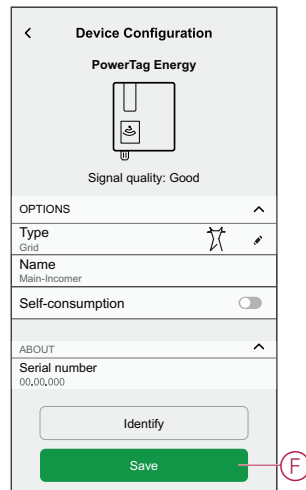 Device Configuration
PowerTag Energy
Signal quality: Good
OPTIONS
Type
Grid
Name
Main-Incomer
Self-consumption
ABOUT
Serial number
00.00.000
Identify
Save
F